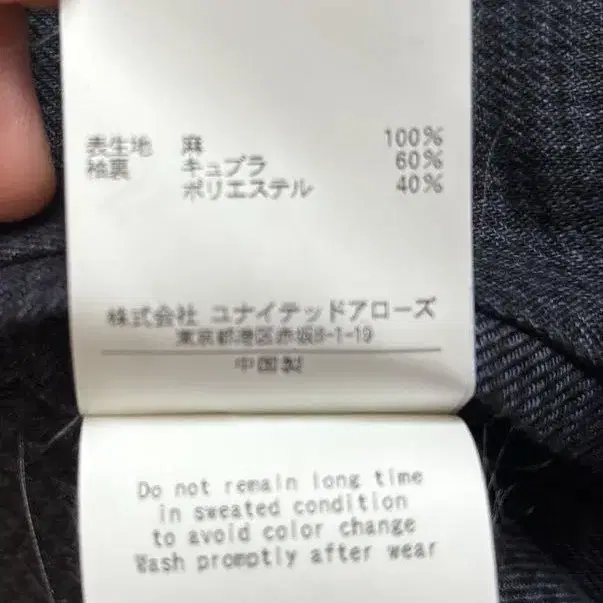 表生地 麻 100%
袖裏 キュプラ 60%
ポリエステル 40%
株式会社 ユナイテッドアローズ
東京都港区赤坂8-1-19
中国製
Do not remain long time
in sweated condition
to avoid color change
Wash promptly after wear